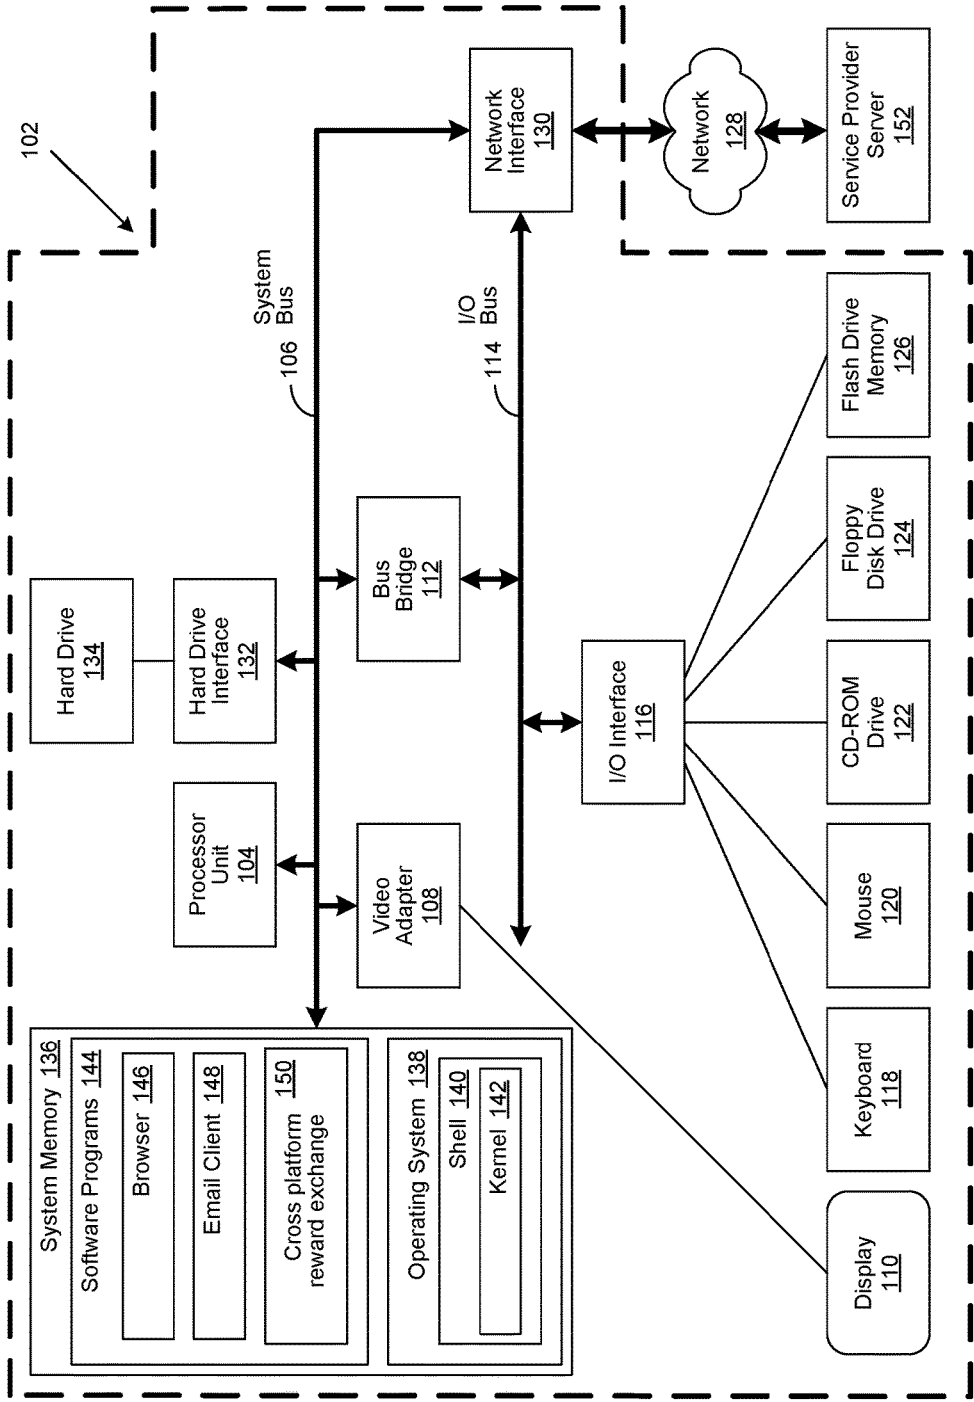 102
System Memory 136
Software Programs 144
Browser 146
Email Client 148
Cross platform 150
reward exchange
Operating System 138
Shell 140
Kernel 142
Processor
Unit
104
Hard Drive
134
Hard Drive
Interface
132
System
Bus
106
Video
Adapter
108
Bus
Bridge
112
I/O
Bus
114
Network
Interface
130
I/O Interface
116
Network
128
Display
110
Keyboard
118
Mouse
120
CD-ROM
Drive
122
Floppy
Disk Drive
124
Flash Drive
Memory
126
Service Provider
Server
152